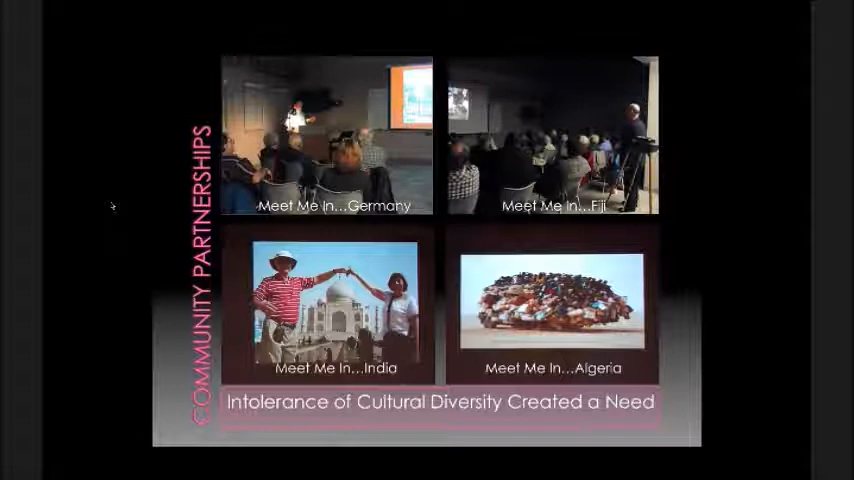 COMMUNITY PARTNERSHIPS
Meet Me In...Germany
Meet Me In...Fiji
Meet Me In...India
Meet Me In...Algeria
Intolerance of Cultural Diversity Created a Need